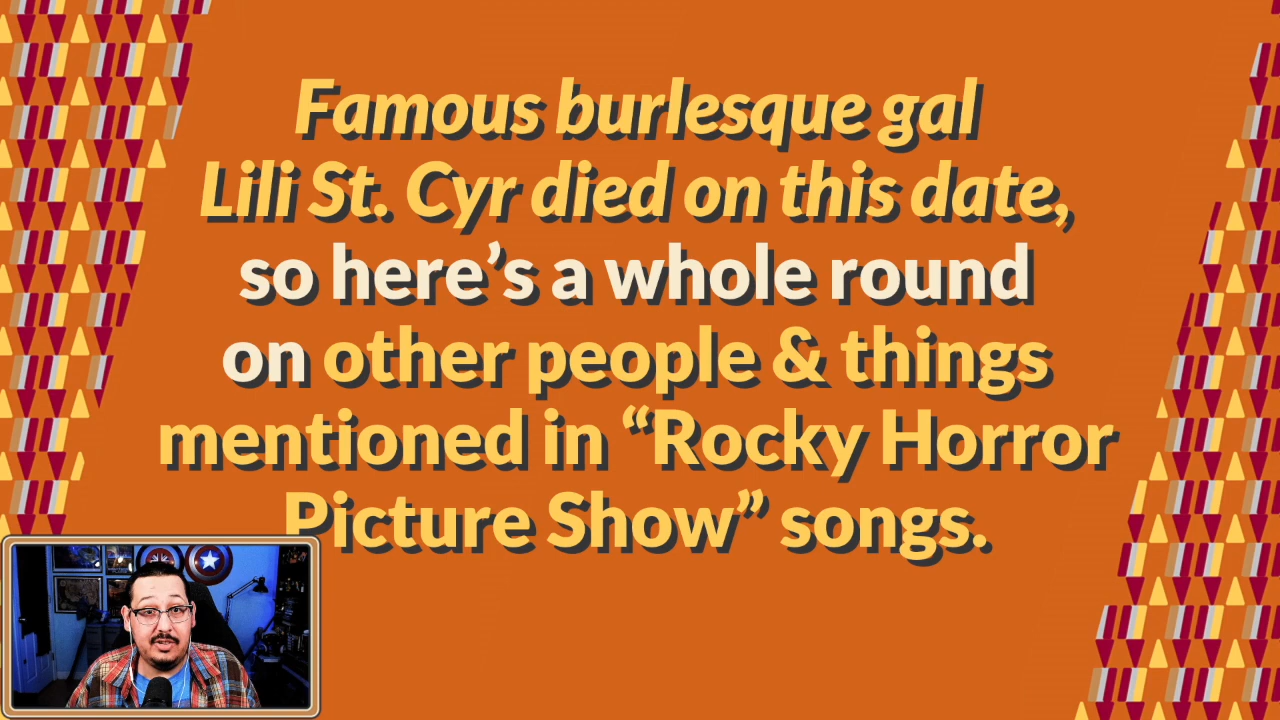 Famous burlesque gal
Lili St. Cyr died on this date,
so here’s a whole round
on other people & things
mentioned in “Rocky Horror
Picture Show” songs.